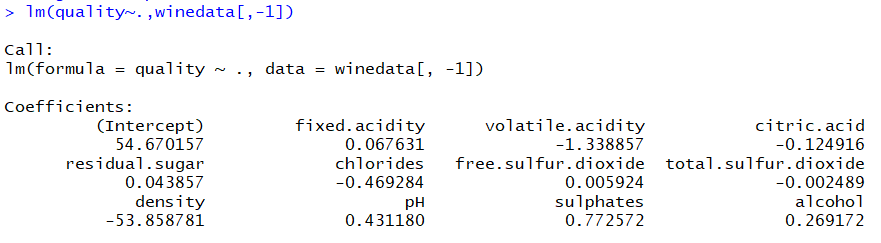 > lm(quality~.,winedata[,-1])
Call:
lm(formula = quality ~ ., data = winedata[, -1])
Coefficients:
(Intercept) fixed.acidity volatile.acidity citric.acid
54.670157 0.067631 -1.338857 -0.124916
residual.sugar chlorides free.sulfur.dioxide total.sulfur.dioxide
0.043857 -0.469284 0.005924 -0.002489
density pH sulphates alcohol
-53.858781 0.431180 0.772572 0.269172